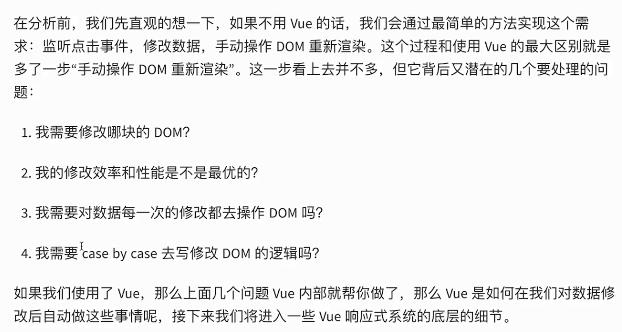 在分析前，我们先直观的想一下，如果不用 Vue 的话，我们会通过最简单的方法实现这个需
求：监听点击事件，修改数据，手动操作 DOM 重新渲染。这个过程和使用 Vue 的最大区别就是
多了一步“手动操作 DOM 重新渲染”。这一步看上去并不多，但它背后又潜在的几个要处理的问
题：
1. 我需要修改哪块的 DOM？
2. 我的修改效率和性能是不是最优的？
3. 我需要对数据每一次的修改都去操作 DOM 吗？
4. 我需要 case by case 去写修改 DOM 的逻辑吗？
如果我们使用了 Vue，那么上面几个问题 Vue 内部就帮你做了，那么 Vue 是如何在我们对数据修
改后自动做这些事情呢，接下来我们将进入一些 Vue 响应式系统的底层的细节。